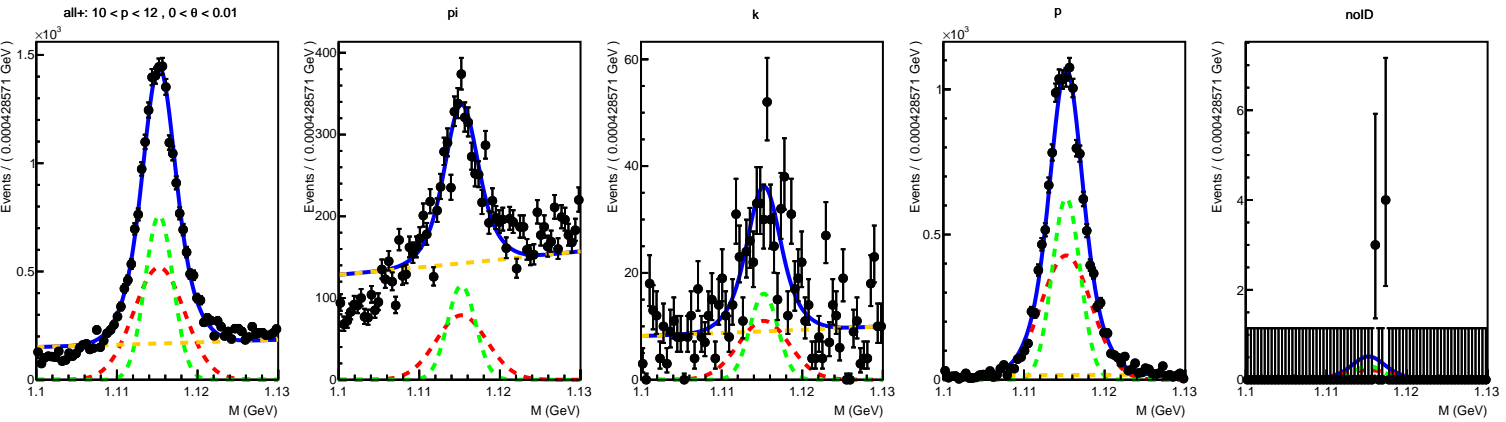 all+: 10 < p < 12 , 0 < θ < 0.01
×10³
Events / ( 0.000428571 GeV )
1.5
1
0.5
0
1.1 1.11 1.12 1.13
M (GeV)
pi
Events / ( 0.000428571 GeV )
400
300
200
100
0
1.1 1.11 1.12 1.13
M (GeV)
k
Events / ( 0.000428571 GeV )
60
40
20
0
1.1 1.11 1.12 1.13
M (GeV)
p
×10³
Events / ( 0.000428571 GeV )
1
0.5
0
1.1 1.11 1.12 1.13
M (GeV)
noID
Events / ( 0.000428571 GeV )
6
4
2
0
1.1 1.11 1.12 1.13
M (GeV)